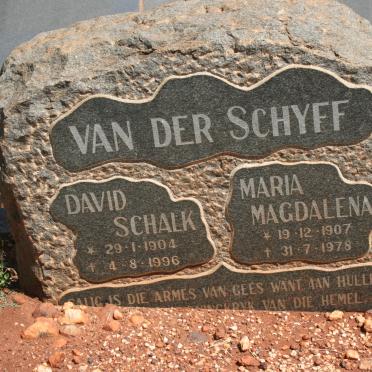 VAN DER SCHYFF
DAVID
SCHALK
* 29-1-1904
+ 4-8-1996
MARIA
MAGDALENA
* 19-12-1907
+ 31-7-1978
SALIG IS DIE ARMES VAN GEES WANT AAN HULLE
VAN DIE HEMEL